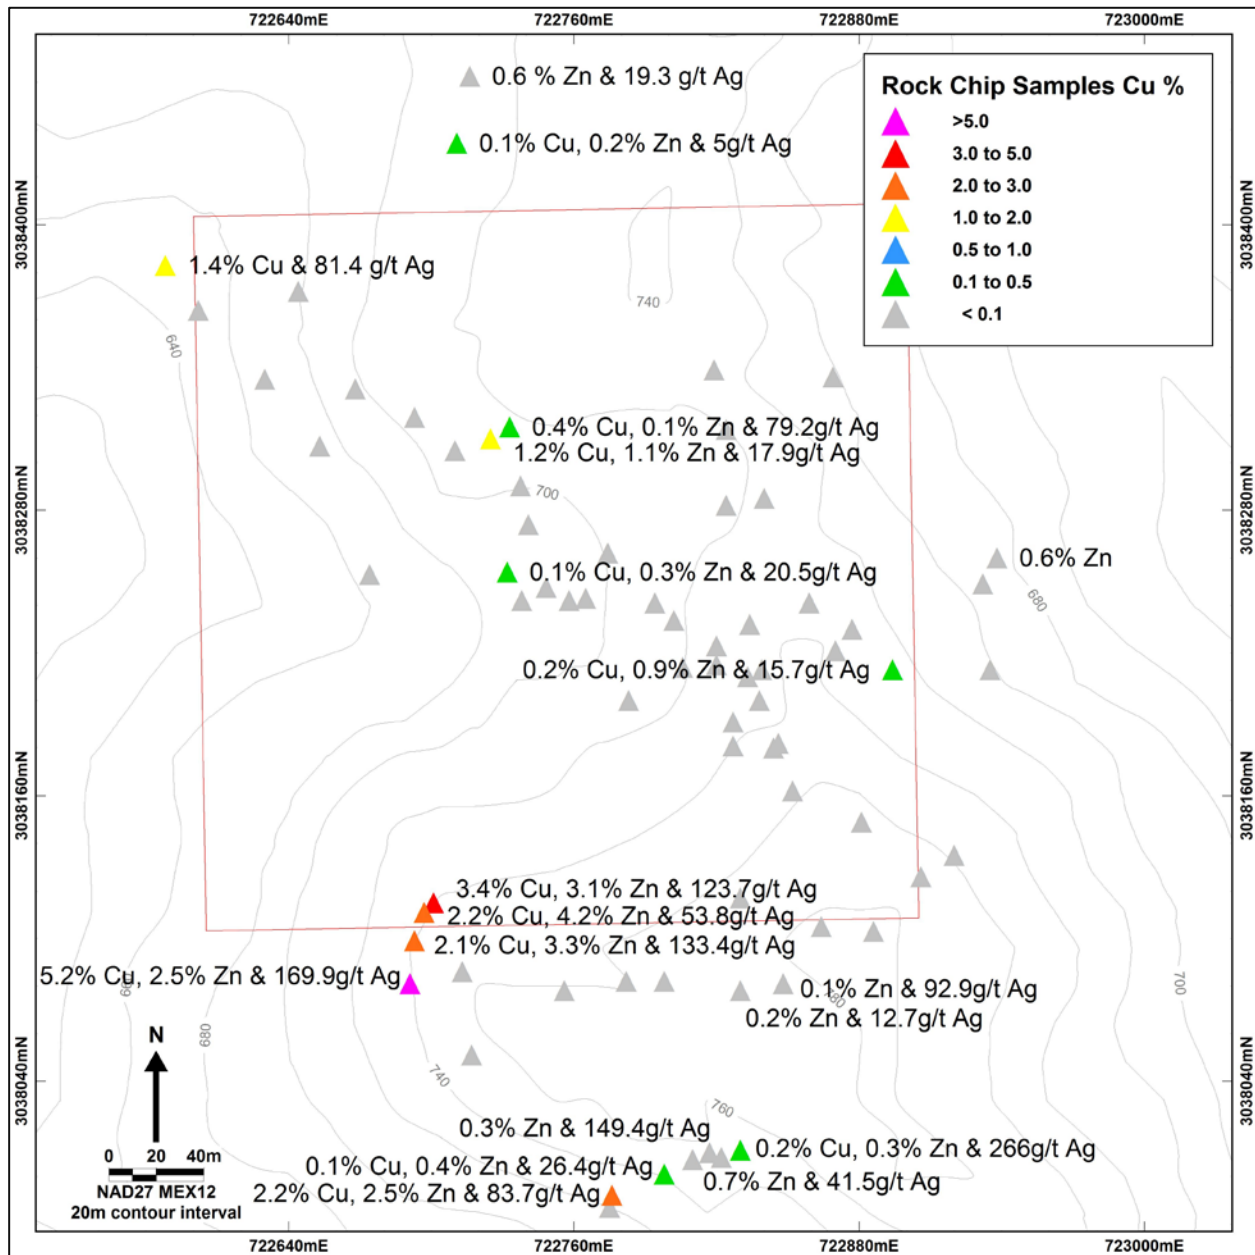 722640mE 722760mE 722880mE 723000mE
0.6 % Zn & 19.3 g/t Ag
0.1% Cu, 0.2% Zn & 5g/t Ag
Rock Chip Samples Cu %
>5.0
3.0 to 5.0
2.0 to 3.0
1.0 to 2.0
0.5 to 1.0
0.1 to 0.5
< 0.1
3038400mN 3038400mN
1.4% Cu & 81.4 g/t Ag
740
640
0.4% Cu, 0.1% Zn & 79.2g/t Ag
1.2% Cu, 1.1% Zn & 17.9g/t Ag
700
3038280mN 3038280mN
0.6% Zn
0.1% Cu, 0.3% Zn & 20.5g/t Ag
680
0.2% Cu, 0.9% Zn & 15.7g/t Ag
3038160mN 3038160mN
3.4% Cu, 3.1% Zn & 123.7g/t Ag
2.2% Cu, 4.2% Zn & 53.8g/t Ag
2.1% Cu, 3.3% Zn & 133.4g/t Ag
5.2% Cu, 2.5% Zn & 169.9g/t Ag
700
0.1% Zn & 92.9g/t Ag
0.2% Zn & 12.7g/t Ag
680
N
740
3038040mN 3038040mN
760
0.3% Zn & 149.4g/t Ag
0.2% Cu, 0.3% Zn & 266g/t Ag
0.1% Cu, 0.4% Zn & 26.4g/t Ag
0.7% Zn & 41.5g/t Ag
2.2% Cu, 2.5% Zn & 83.7g/t Ag
0 20 40m
NAD27 MEX12
20m contour interval
722640mE 722760mE 722880mE 723000mE